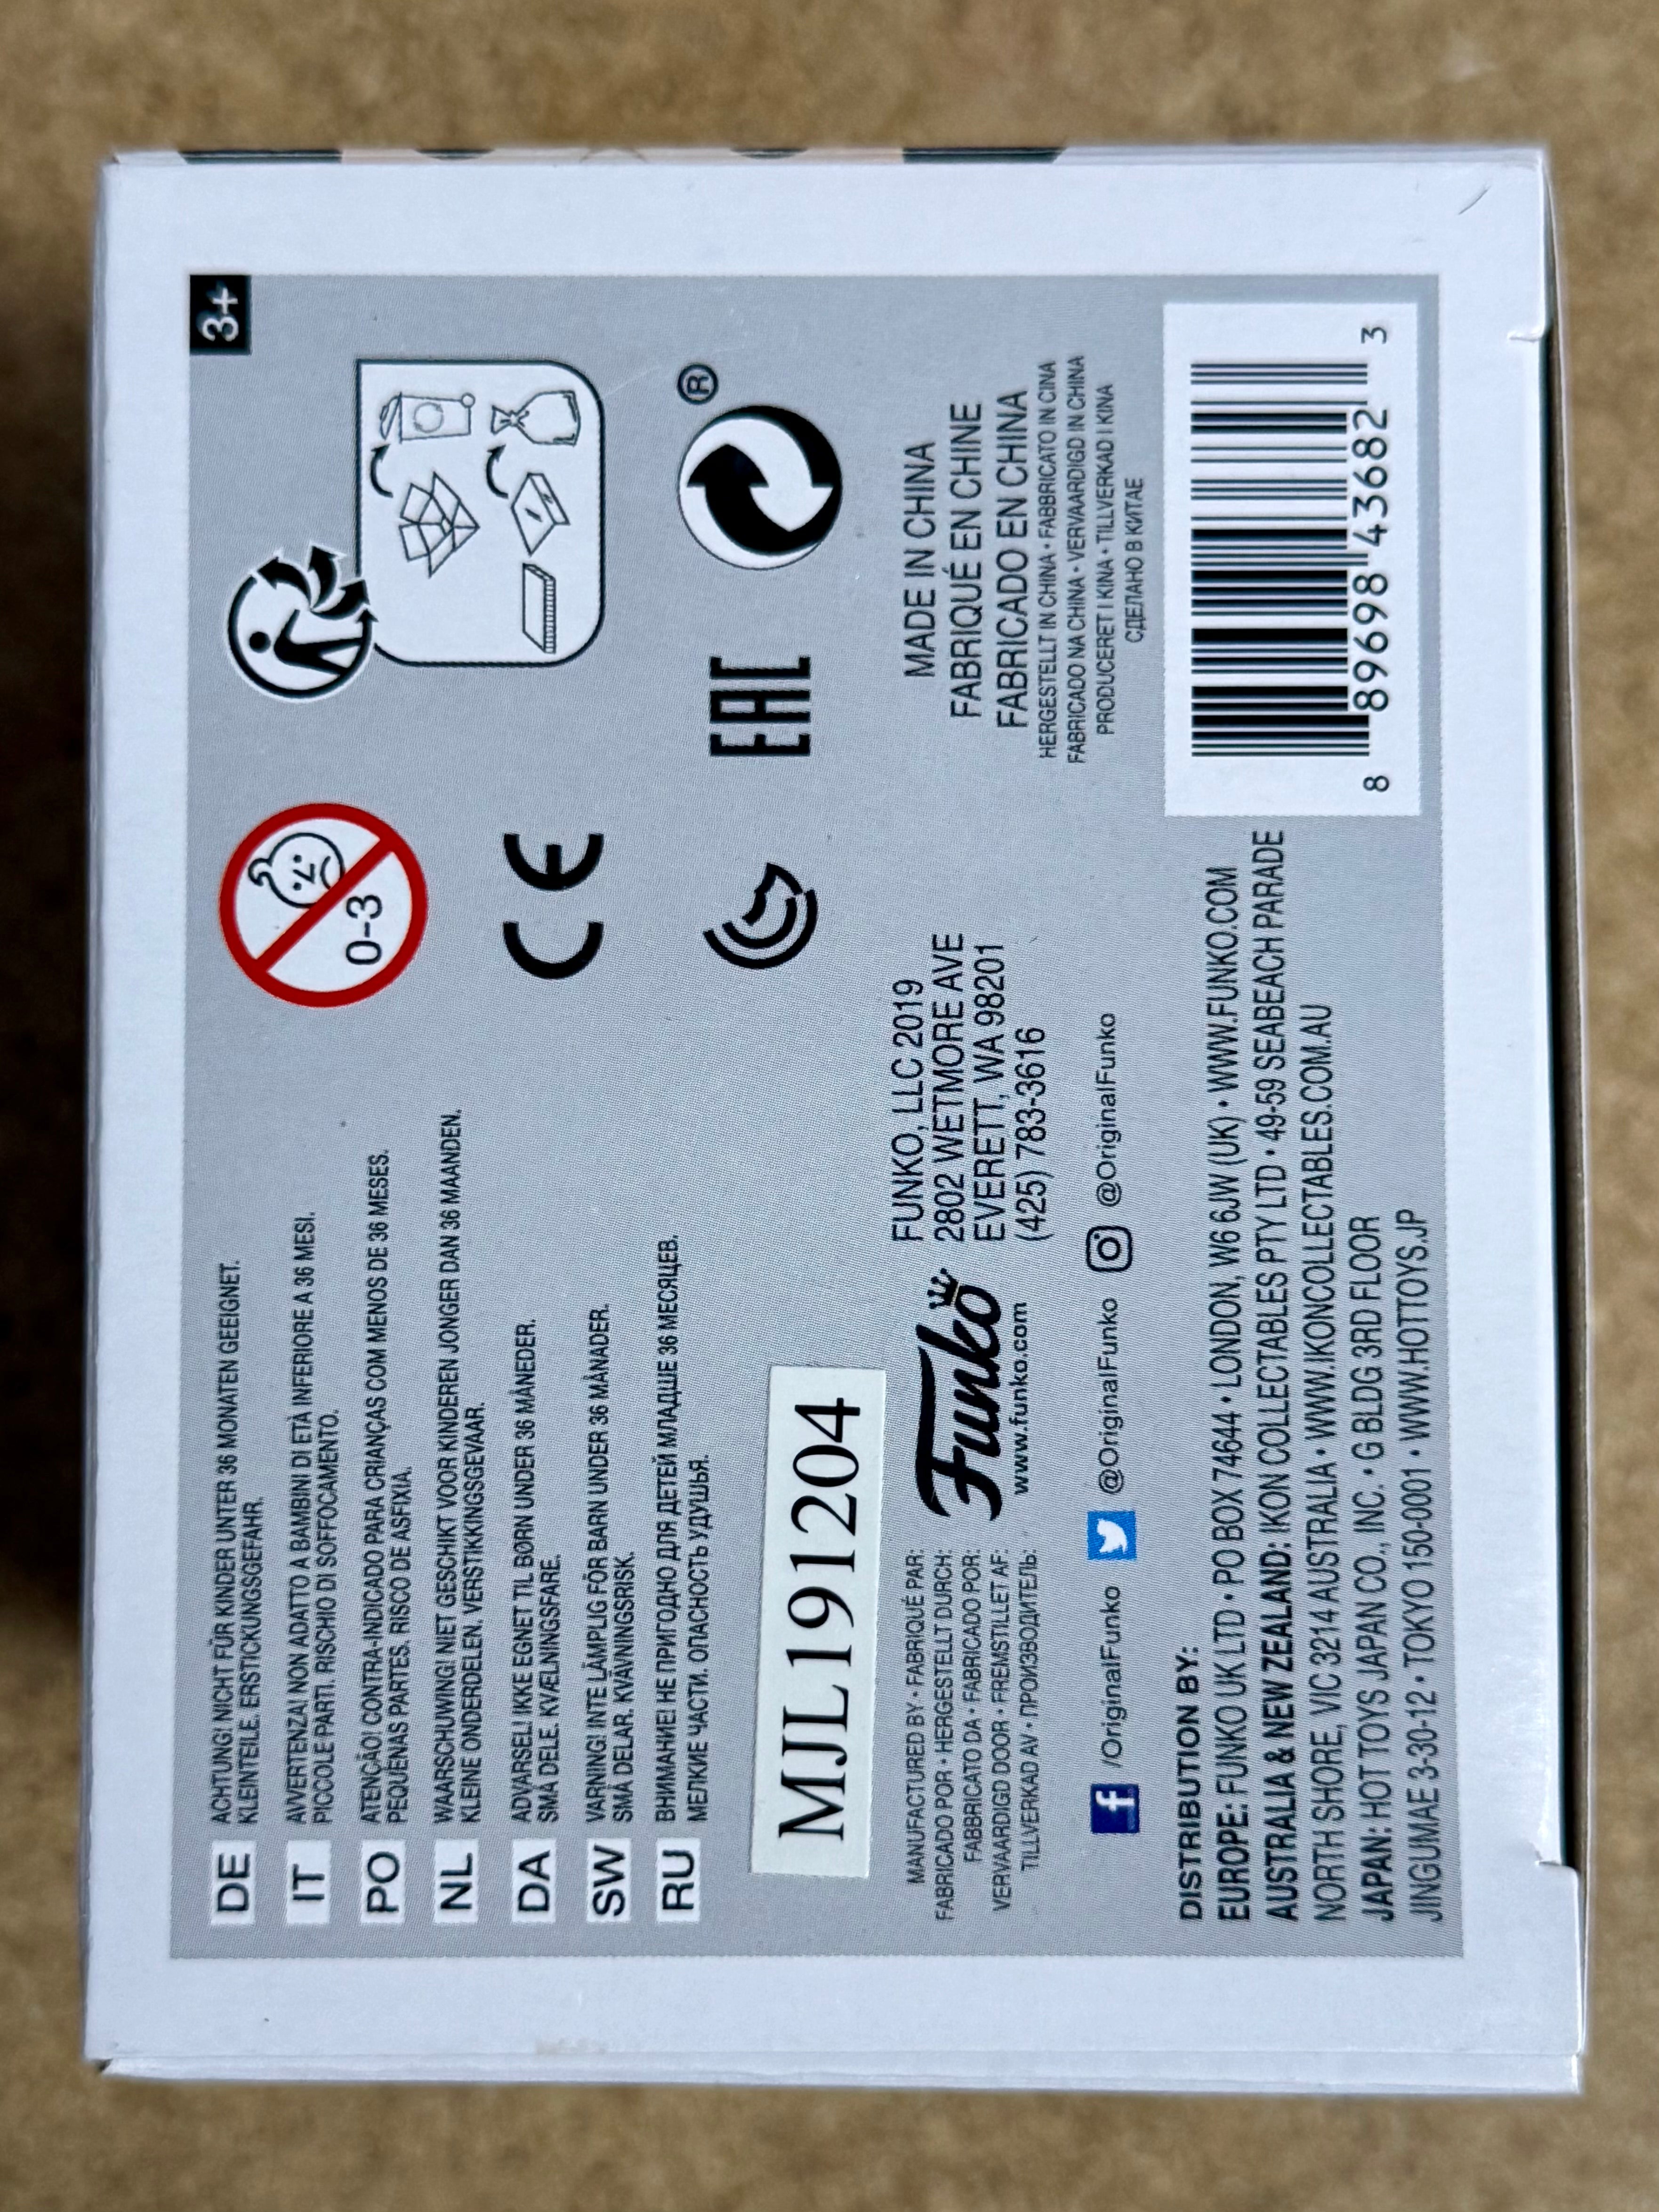 DE ACHTUNG! NICHT FÜR KINDER UNTER 36 MONATEN GEEIGNET.
KLEINTEILE. ERSTICKUNGSGEFAHR.
IT AVVERTENZA! NON ADATTO A BAMBINI DI ETÀ INFERIORE A 36 MESI.
PICCOLE PARTI. RISCHIO DI SOFFOCAMENTO.
PO ATENÇÃO! CONTRA-INDICADO PARA CRIANÇAS COM MENOS DE 36 MESES.
PEQUENAS PARTES. RISCO DE ASFIXIA.
NL WAARSCHUWING! NIET GESCHIKT VOOR KINDEREN JONGER DAN 36 MAANDEN.
KLEINE ONDERDELEN. VERSTIKKINGSGEVAAR.
DA ADVARSEL! IKKE EGNET TIL BØRN UNDER 36 MÅNEDER.
SMÅ DELE. KVÆLNINGSFARE.
SW VARNING! INTE LÄMPLIG FÖR BARN UNDER 36 MÅNADER.
SMÅ DELAR. KVÄVNINGSRISK.
RU ВНИМАНИЕ! НЕ ПРИГОДНО ДЛЯ ДЕТЕЙ МЛАДШЕ 36 МЕСЯЦЕВ.
МЕЛКИЕ ЧАСТИ. ОПАСНОСТЬ УДУШЬЯ.
0-3
3+
CE
EAC
®
MJL191204
MANUFACTURED BY • FABRIQUÉ PAR:
FABRICADO POR • HERGESTELLT DURCH:
FABBRICATO DA • FABRICADO POR:
VERVAARDIGD DOOR • FREMSTILLET AF:
TILLVERKAD AV • ПРОИЗВОДИТЕЛЬ:
Funko
www.funko.com
FUNKO, LLC 2019
2802 WETMORE AVE
EVERETT, WA 98201
(425) 783-3616
MADE IN CHINA
FABRIQUÉ EN CHINE
FABRICADO EN CHINA
HERGESTELLT IN CHINA • FABBRICATO IN CINA
FABRICADO NA CHINA • VERVAARDIGD IN CHINA
PRODUCERET I KINA • TILLVERKAD I KINA
СДЕЛАНО В КИТАЕ
f /OriginalFunko @OriginalFunko @OriginalFunko
DISTRIBUTION BY:
EUROPE: FUNKO UK LTD • PO BOX 74644 • LONDON, W6 6JW (UK) • WWW.FUNKO.COM
AUSTRALIA & NEW ZEALAND: IKON COLLECTABLES PTY LTD • 49-59 SEABEACH PARADE
NORTH SHORE, VIC 3214 AUSTRALIA • WWW.IKONCOLLECTABLES.COM.AU
JAPAN: HOT TOYS JAPAN CO., INC. • G BLDG 3RD FLOOR
JINGUMAE 3-30-12 • TOKYO 150-0001 • WWW.HOTTOYS.JP
8 89698 43682 3